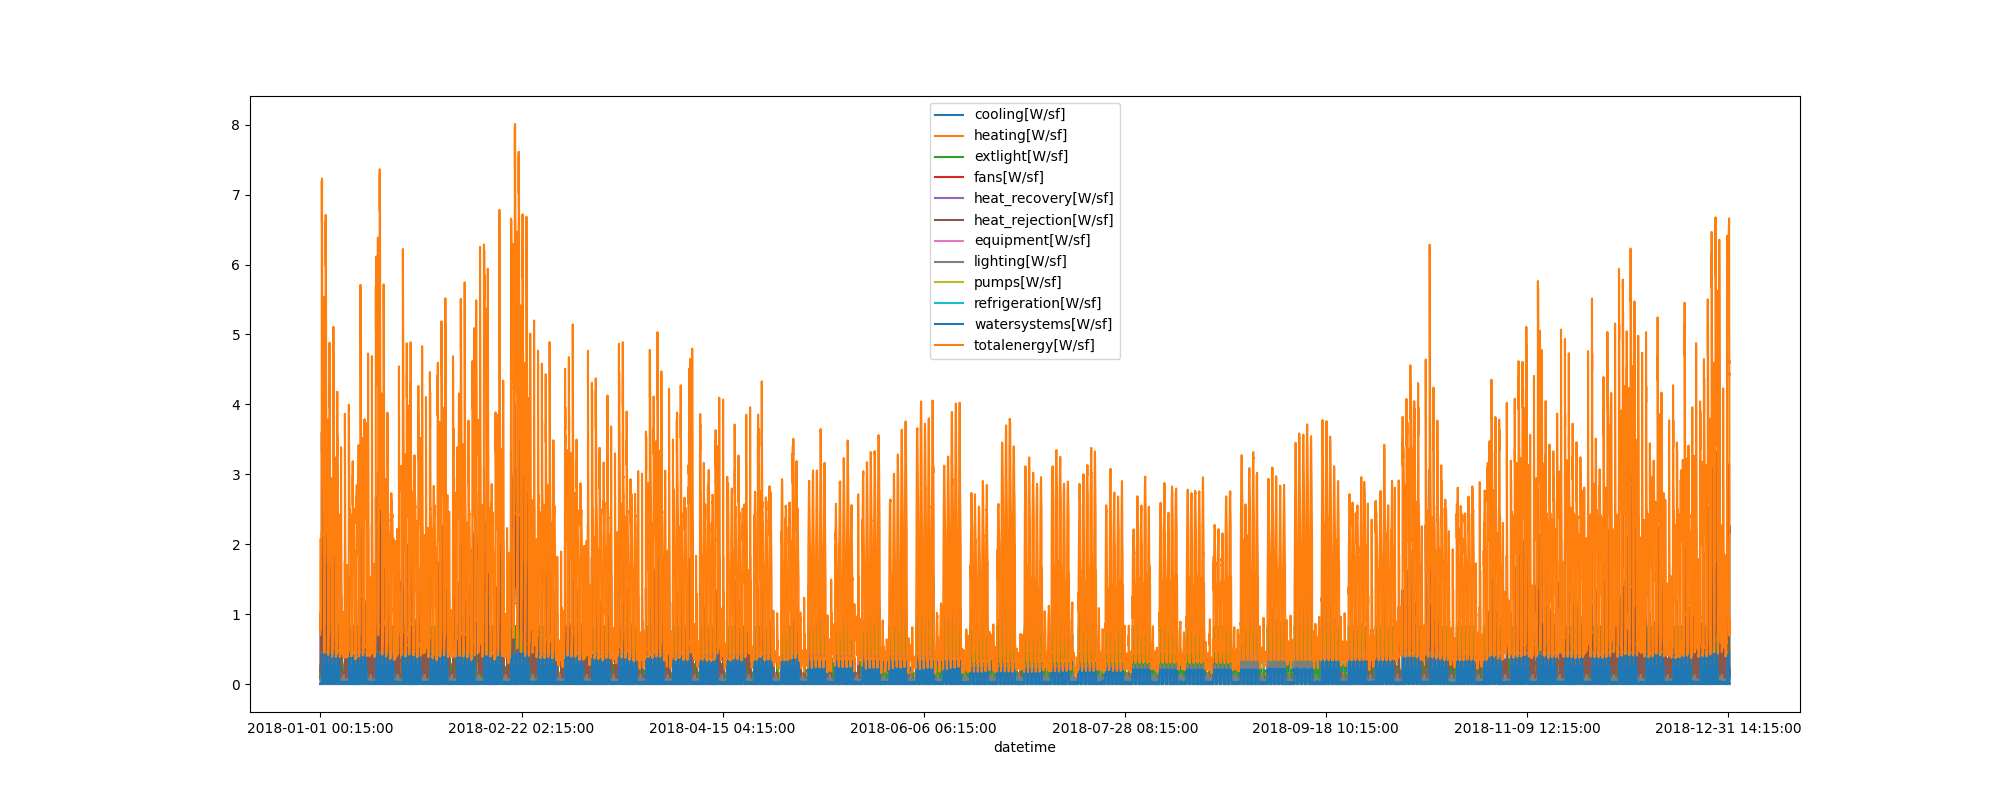 cooling[W/sf]
heating[W/sf]
extlight[W/sf]
fans[W/sf]
heat_recovery[W/sf]
heat_rejection[W/sf]
equipment[W/sf]
lighting[W/sf]
pumps[W/sf]
refrigeration[W/sf]
watersystems[W/sf]
totalenergy[W/sf]
8
7
6
5
4
3
2
1
0
2018-01-01 00:15:00 2018-02-22 02:15:00 2018-04-15 04:15:00 2018-06-06 06:15:00 2018-07-28 08:15:00 2018-09-18 10:15:00 2018-11-09 12:15:00 2018-12-31 14:15:00
datetime